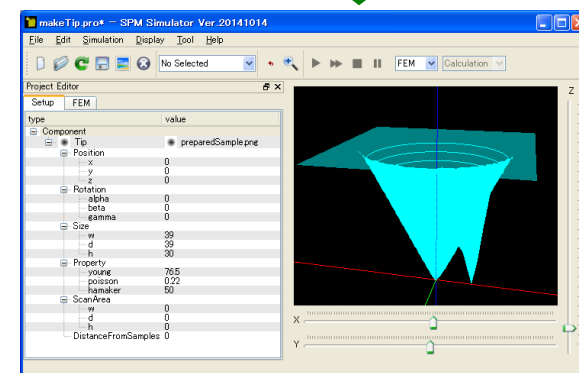 makeTip.pro* − SPM Simulator Ver.20141014
File Edit Simulation Display Tool Help
No Selected FEM Calculation
Project Editor
Setup FEM
type value
Component
Tip preparedSample.png
Position
x 0
y 0
z 0
Rotation
alpha 0
beta 0
gamma 0
Size
w 39
d 39
h 30
Property
young 76.5
poisson 0.22
hamaker 50
ScanArea
w 0
d 0
h 0
DistanceFromSamples 0
Z
X
Y